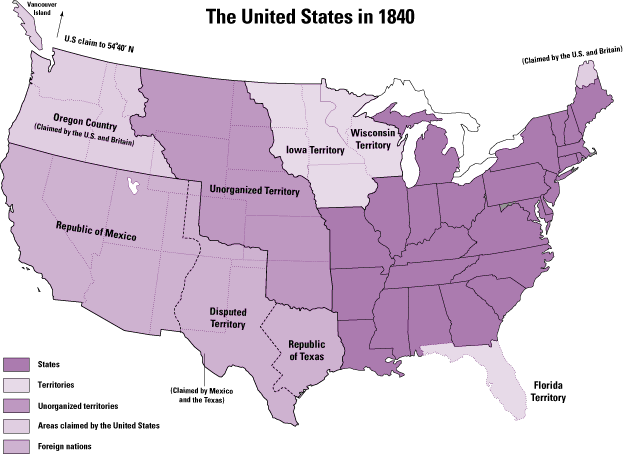 The United States in 1840
Vancouver
Island
U.S claim to 54°40' N
(Claimed by the U.S. and Britain)
Oregon Country
(Claimed by the U.S. and Britain)
Wisconsin
Territory
Iowa Territory
Unorganized Territory
Republic of Mexico
Disputed
Territory
Republic
of Texas
(Claimed by Mexico
and the Texas)
Florida
Territory
States
Territories
Unorganized territories
Areas claimed by the United States
Foreign nations